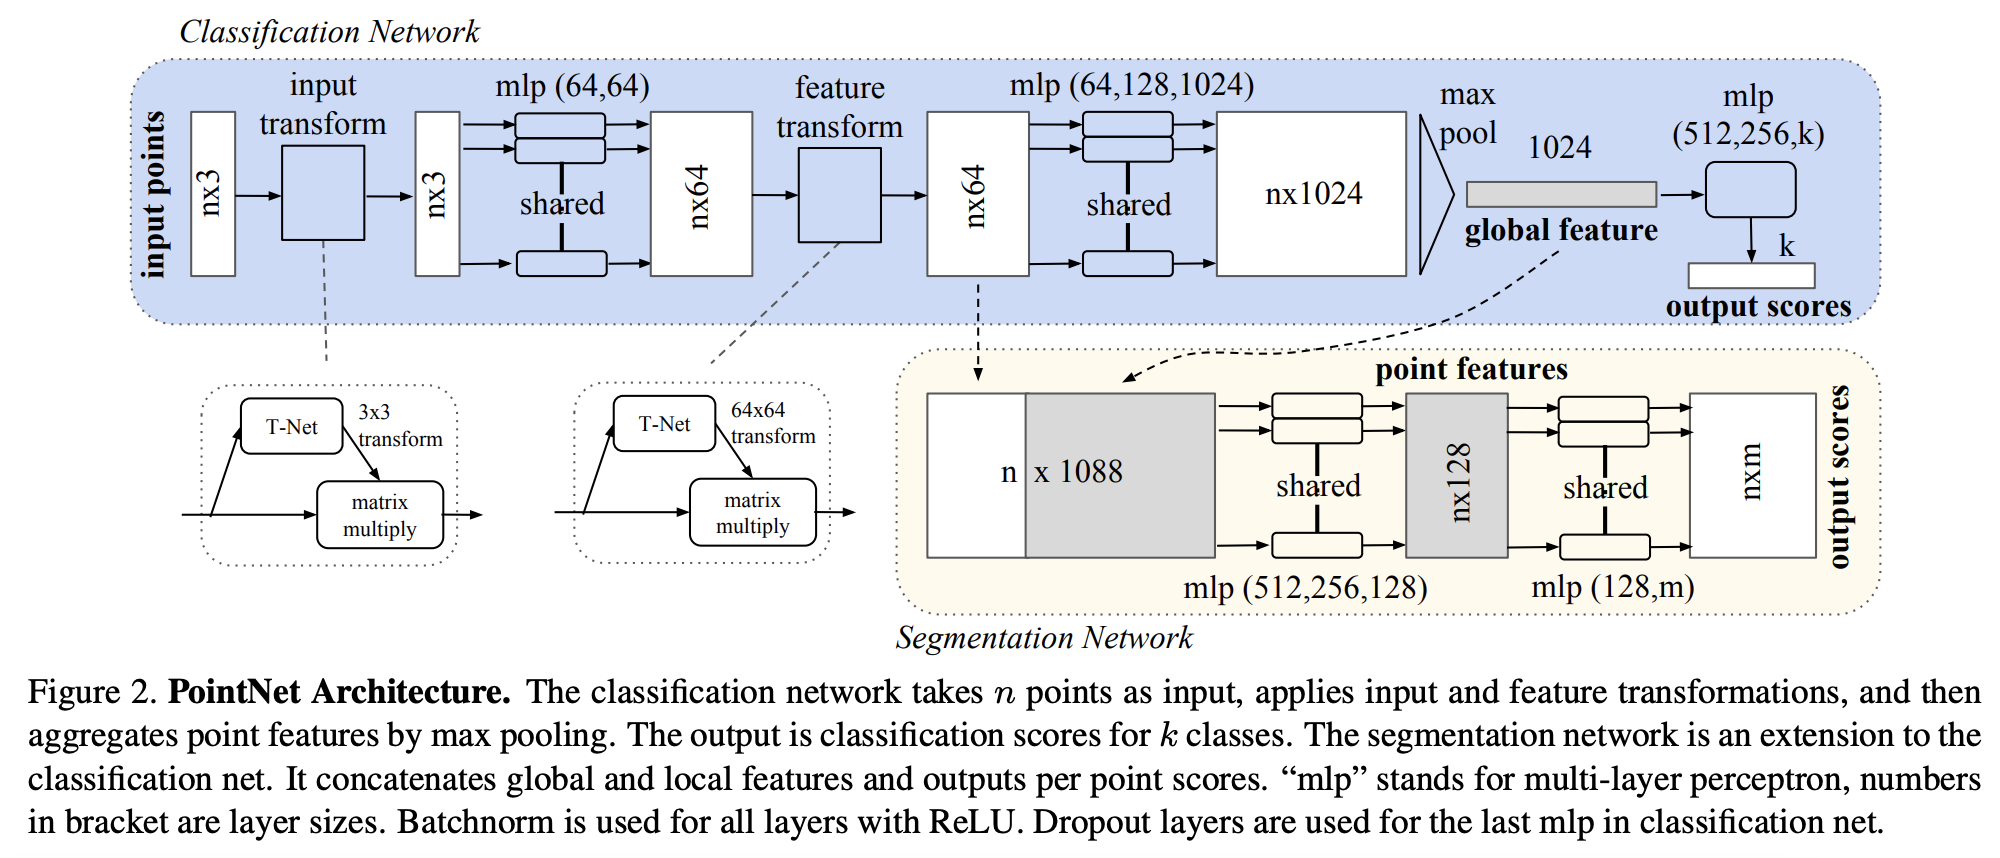 Classification Network
input points
nx3
input
transform
nx3
mlp (64,64)
shared
nx64
feature
transform
nx64
mlp (64,128,1024)
shared
nx1024
max
pool
1024
global feature
mlp
(512,256,k)
k
output scores
T-Net
3x3
transform
matrix
multiply
T-Net
64x64
transform
matrix
multiply
point features
n x 1088
shared
mlp (512,256,128)
nx128
shared
mlp (128,m)
nxm
output scores
Segmentation Network
Figure 2. PointNet Architecture. The classification network takes n points as input, applies input and feature transformations, and then
aggregates point features by max pooling. The output is classification scores for k classes. The segmentation network is an extension to the
classification net. It concatenates global and local features and outputs per point scores. “mlp” stands for multi-layer perceptron, numbers
in bracket are layer sizes. Batchnorm is used for all layers with ReLU. Dropout layers are used for the last mlp in classification net.